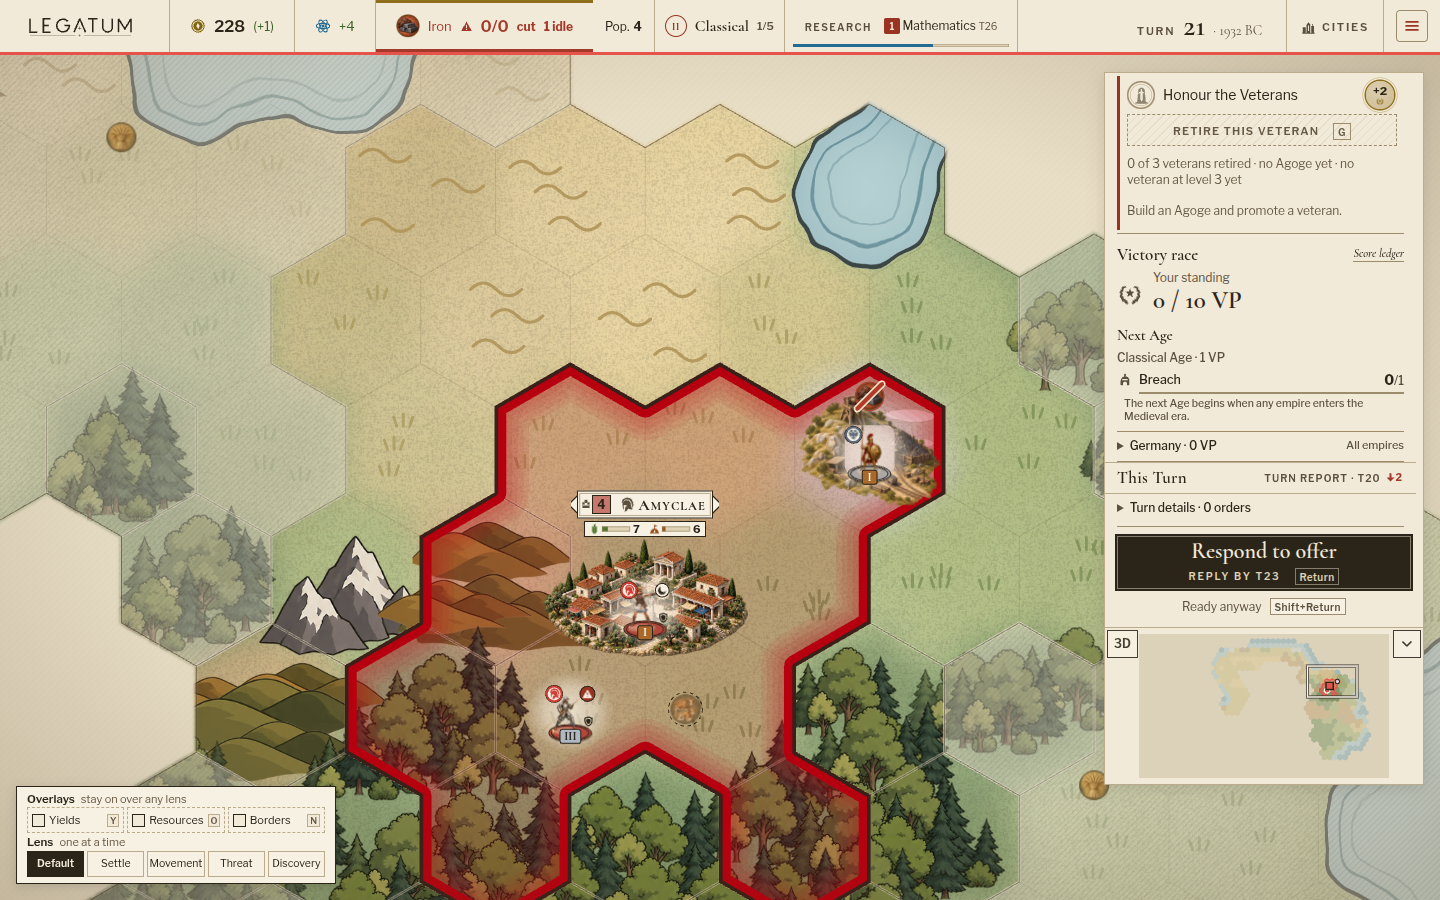 LEGATUM
228 (+1)
+4
Iron 0/0 cut 1 idle
Pop. 4
II Classical 1/5
RESEARCH 1 Mathematics T26
TURN 21 · 1932 BC
CITIES
Honour the Veterans +2
RETIRE THIS VETERAN G
0 of 3 veterans retired · no Agoge yet · no
veteran at level 3 yet
Build an Agoge and promote a veteran.
Victory race Score ledger
Your standing
0 / 10 VP
Next Age
Classical Age · 1 VP
Breach 0/1
The next Age begins when any empire enters the
Medieval era.
Germany · 0 VP All empires
This Turn TURN REPORT · T20 2
Turn details · 0 orders
Respond to offer
REPLY BY T23 Return
Ready anyway Shift+Return
3D
4 AMYCLAE
7 6
I
I
III
Overlays stay on over any lens
Yields Y Resources O Borders N
Lens one at a time
Default Settle Movement Threat Discovery